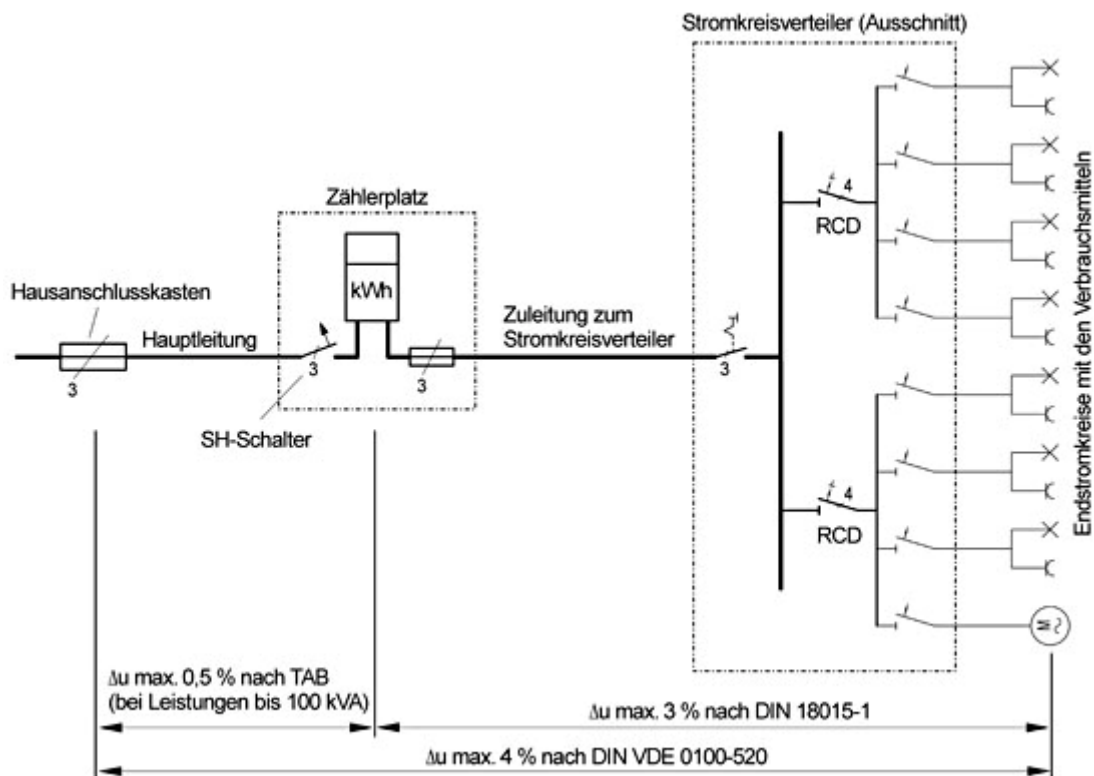 Stromkreisverteiler (Ausschnitt)
Zählerplatz
4
RCD
kWh
Hausanschlusskasten
Hauptleitung
Zuleitung zum
Stromkreisverteiler
3
3
3
3
SH-Schalter
4
RCD
M
Endstromkreise mit den Verbrauchsmitteln
Δu max. 0,5 % nach TAB
(bei Leistungen bis 100 kVA)
Δu max. 3 % nach DIN 18015-1
Δu max. 4 % nach DIN VDE 0100-520